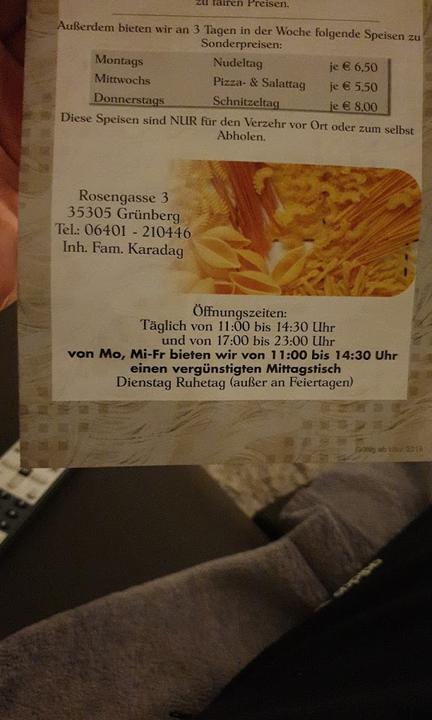 zu fairen Preisen.
Außerdem bieten wir an 3 Tagen in der Woche folgende Speisen zu
Sonderpreisen:
Montags Nudeltag je € 6,50
Mittwochs Pizza- & Salattag je € 5,50
Donnerstags Schnitzeltag je € 8,00
Diese Speisen sind NUR für den Verzehr vor Ort oder zum selbst
Abholen.
Rosengasse 3
35305 Grünberg
Tel.: 06401 - 210446
Inh. Fam. Karadag
Öffnungszeiten:
Täglich von 11:00 bis 14:30 Uhr
und von 17:00 bis 23:00 Uhr
von Mo, Mi-Fr bieten wir von 11:00 bis 14:30 Uhr
einen vergünstigten Mittagstisch
Dienstag Ruhetag (außer an Feiertagen)